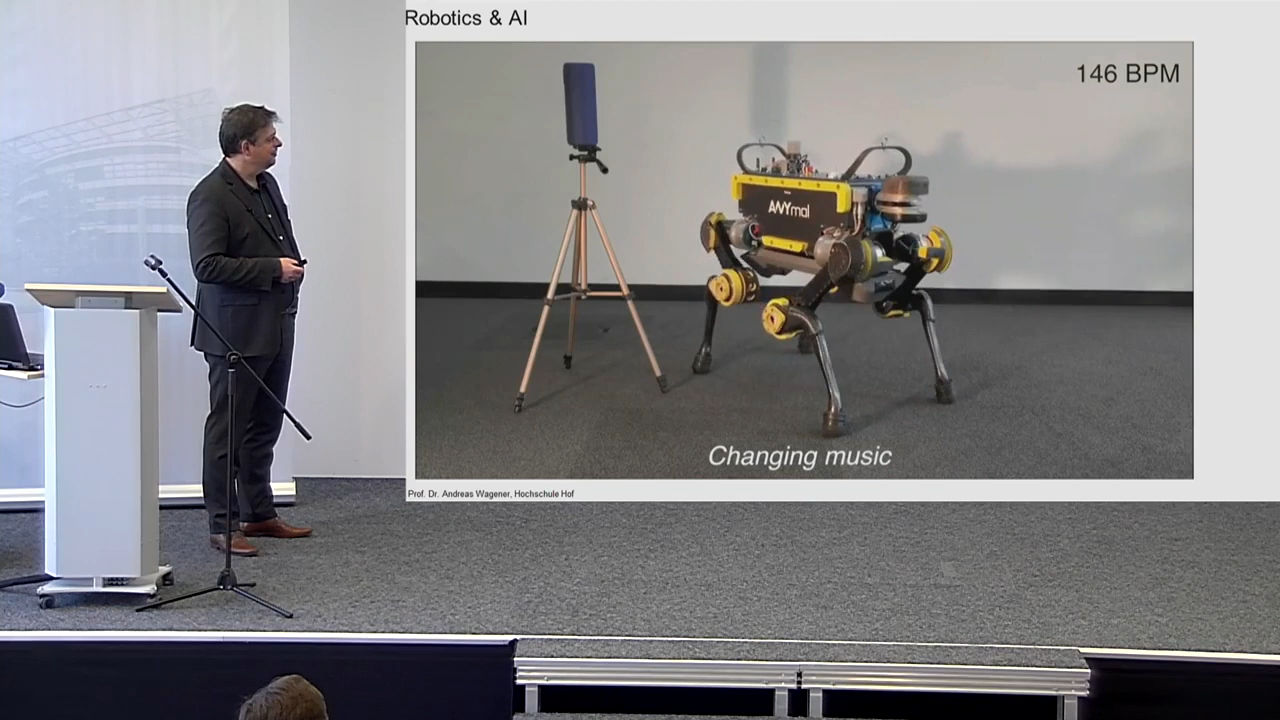 Robotics & AI
146 BPM
ANYmal
Changing music
Prof. Dr. Andreas Wagener, Hochschule Hof